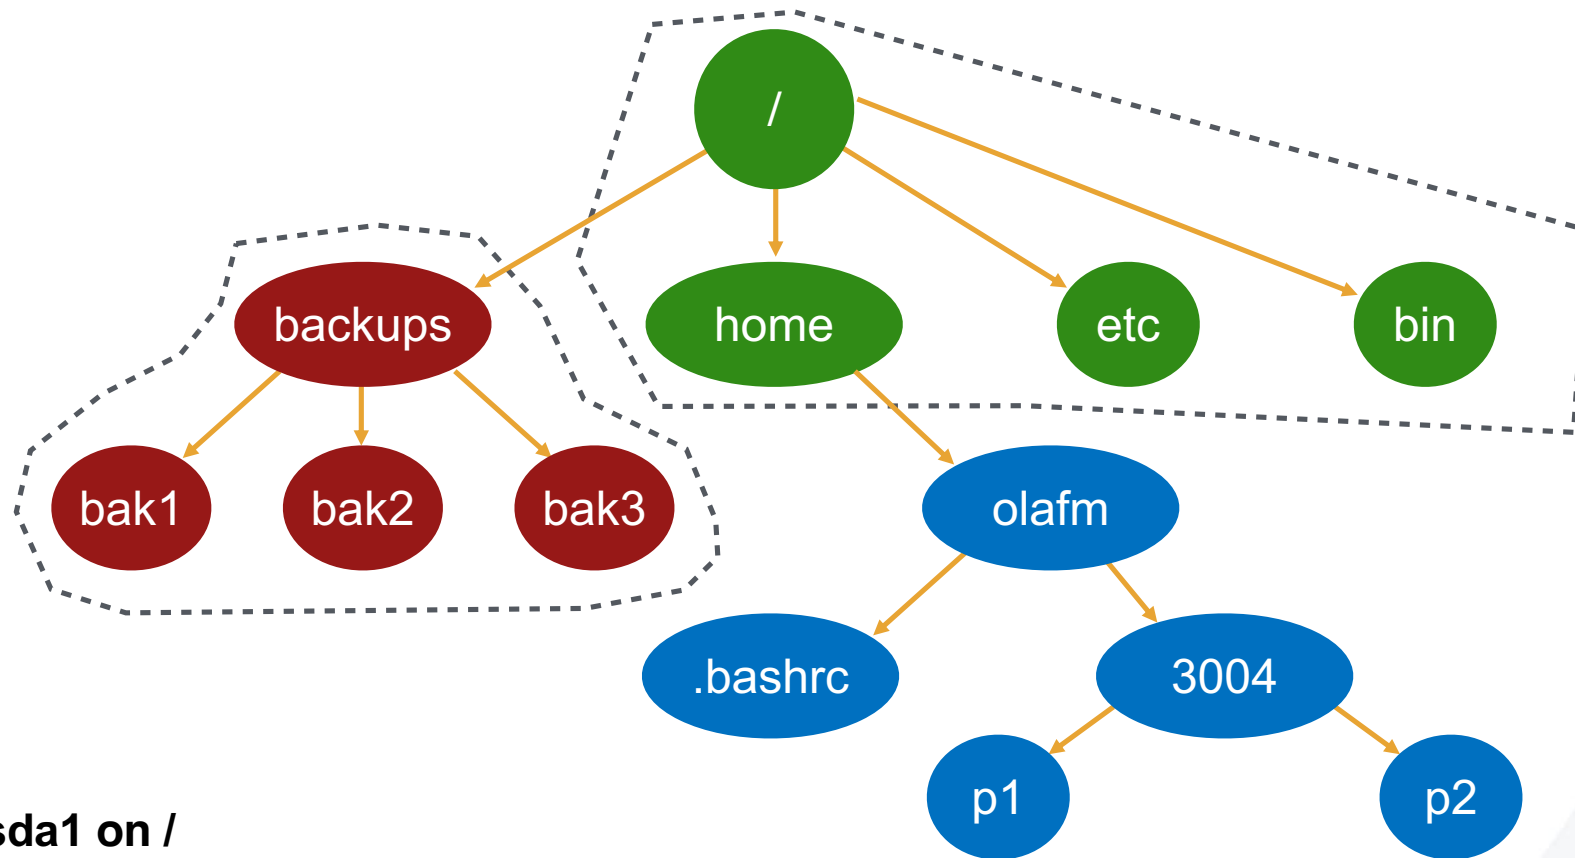 /
backups
home
etc
bin
bak1
bak2
bak3
olafm
.bashrc
3004
p1
p2
sda1 on /